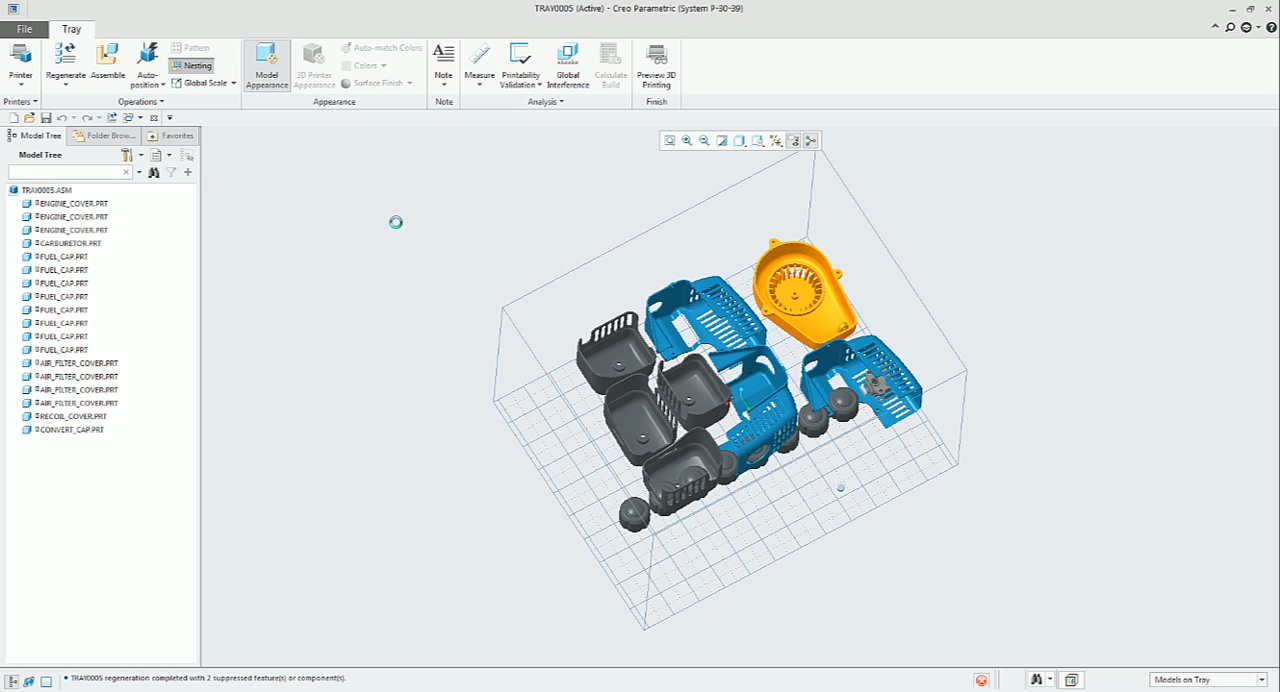 TRAY0005 (Active) - Creo Parametric (System P-30-39)
File
Tray
Printer
Regenerate
Assemble
Auto-
position
Pattern
Nesting
Global Scale
Model
Appearance
3D Printer
Appearance
Auto-match Colors
Colors
Surface Finish
Note
Measure
Printability
Validation
Global
Interference
Calculate
Build
Preview 3D
Printing
Printers
Operations
Appearance
Note
Analysis
Finish
Model Tree
Folder Brow...
Favorites
Model Tree
TRAY0005.ASM
ENGINE_COVER.PRT
ENGINE_COVER.PRT
ENGINE_COVER.PRT
CARBURETOR.PRT
FUEL_CAP.PRT
FUEL_CAP.PRT
FUEL_CAP.PRT
FUEL_CAP.PRT
FUEL_CAP.PRT
FUEL_CAP.PRT
FUEL_CAP.PRT
FUEL_CAP.PRT
AIR_FILTER_COVER.PRT
AIR_FILTER_COVER.PRT
AIR_FILTER_COVER.PRT
AIR_FILTER_COVER.PRT
RECOIL_COVER.PRT
CONVERT_CAP.PRT
• TRAY0005 regeneration completed with 2 suppressed feature(s) or component(s).
Models on Tray